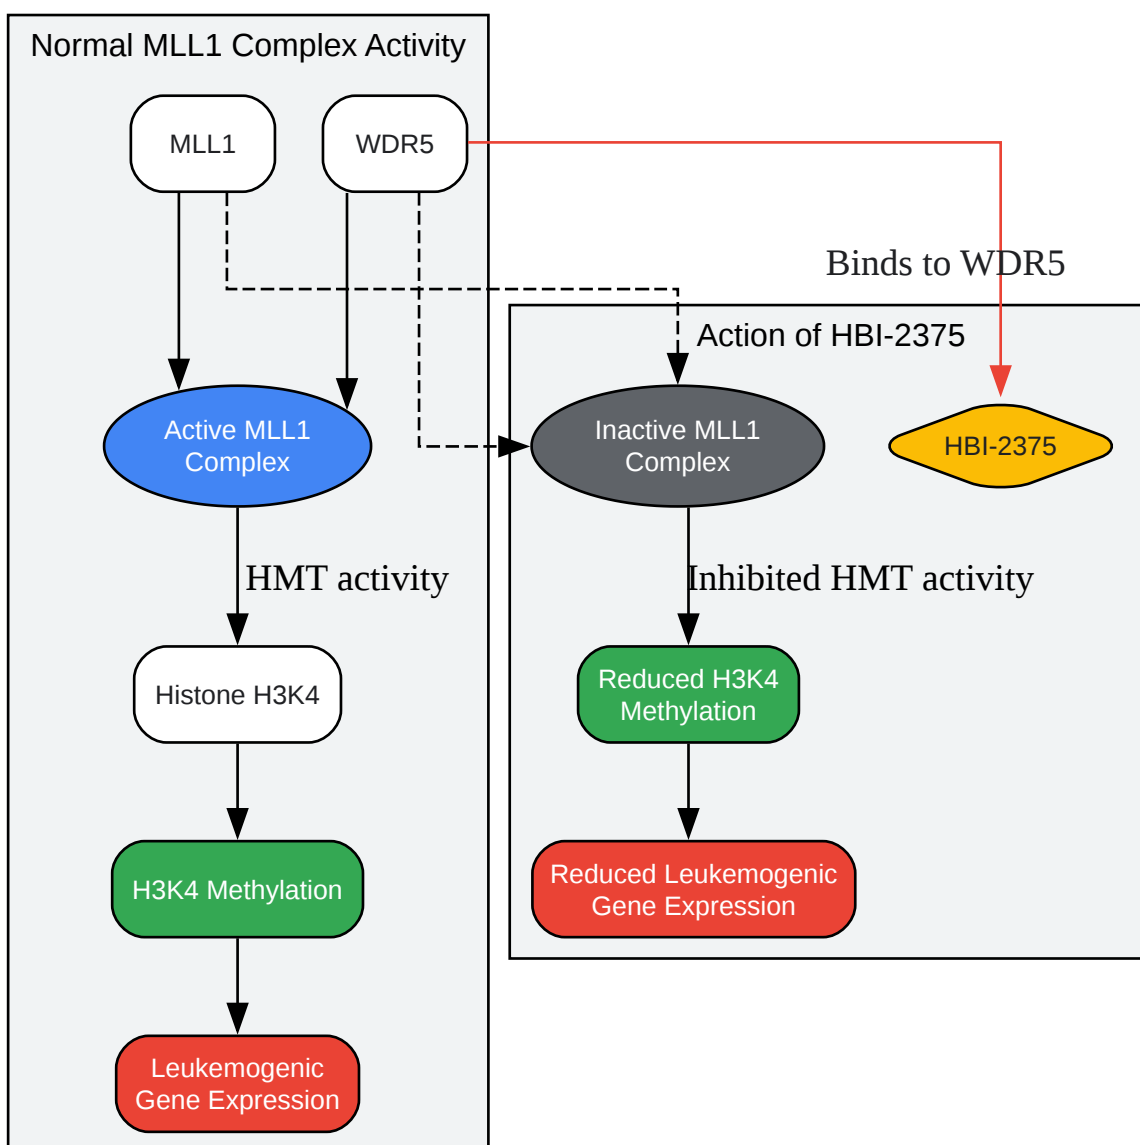 Normal MLL1 Complex Activity
MLL1
WDR5
Binds to WDR5
Action of HBI-2375
Active MLL1
Complex
Inactive MLL1
Complex
HBI-2375
HMT activity
Inhibited HMT activity
Histone H3K4
Reduced H3K4
Methylation
H3K4 Methylation
Reduced Leukemogenic
Gene Expression
Leukemogenic
Gene Expression